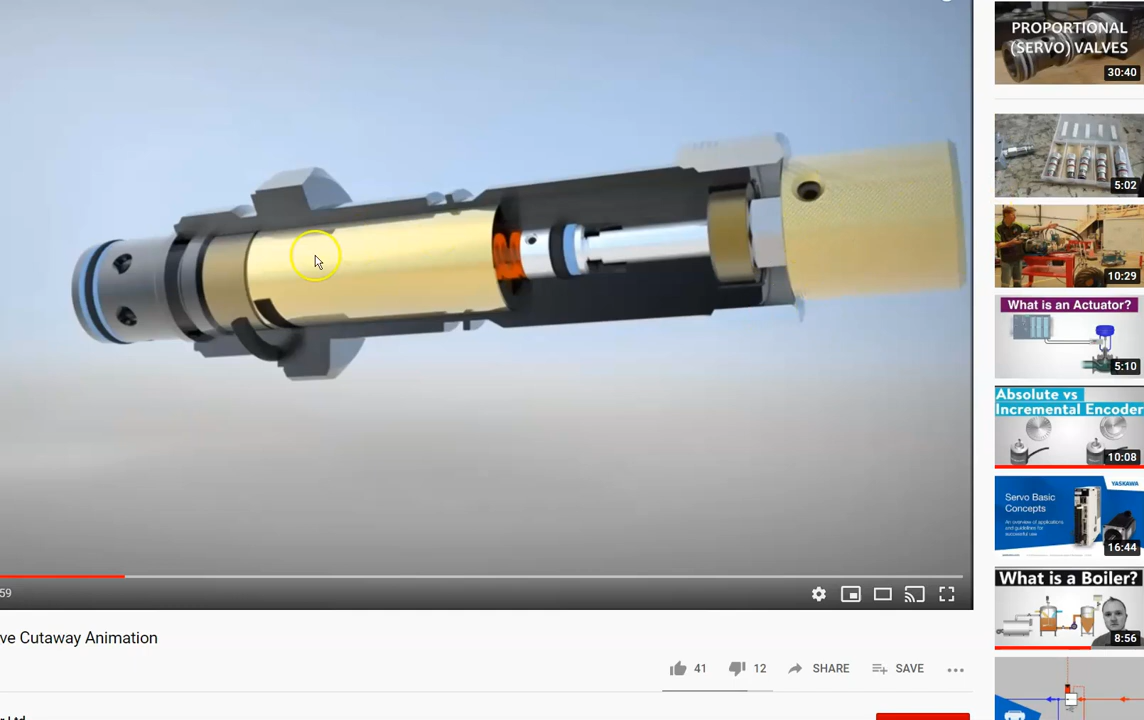 PROPORTIONAL
(SERVO) VALVES
30:40
5:02
10:29
What is an Actuator?
5:10
Absolute vs
Incremental Encoder
10:08
YASKAWA
Servo Basic
Concepts
16:44
What is a Boiler?
8:56
59
ve Cutaway Animation
41
12
SHARE
SAVE
r Ltd